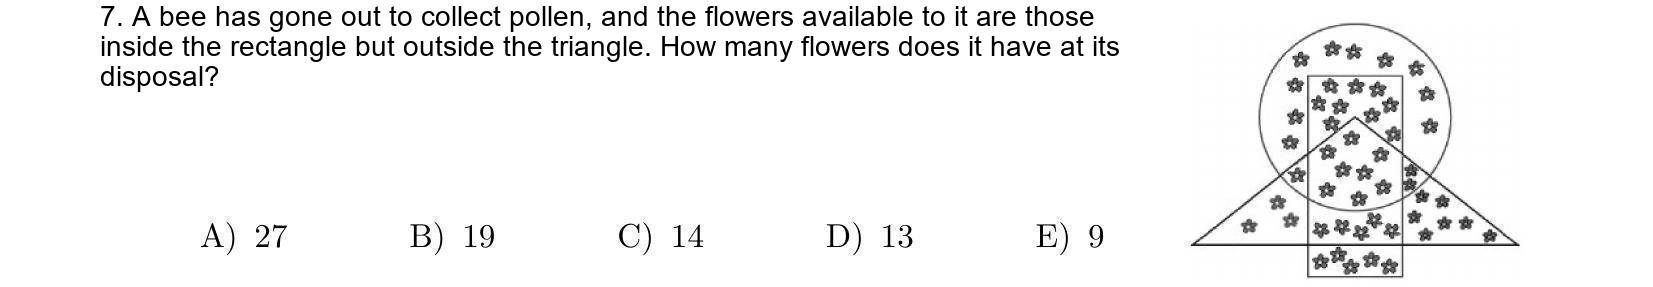 7. A bee has gone out to collect pollen, and the flowers available to it are those
inside the rectangle but outside the triangle. How many flowers does it have at its
disposal?
A) 27 B) 19 C) 14 D) 13 E) 9